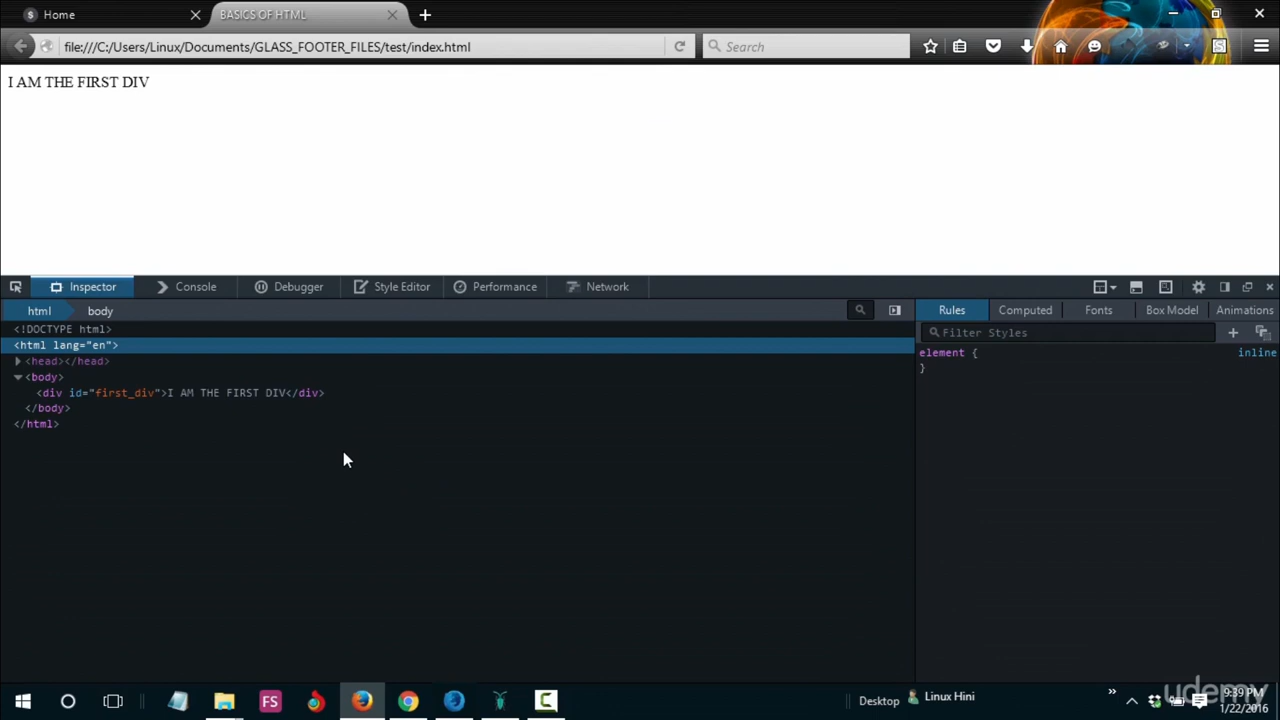 Home
BASICS OF HTML
file:///C:/Users/Linux/Documents/GLASS_FOOTER_FILES/test/index.html
Search
I AM THE FIRST DIV
Inspector
Console
Debugger
Style Editor
Performance
Network
html
body
Rules
Computed
Fonts
Box Model
Animations
<!DOCTYPE html>
<html lang="en">
<head></head>
<body>
<div id="first_div">I AM THE FIRST DIV</div>
</body>
</html>
Filter Styles
element {
inline
}
FS
Desktop
Linux Hini
9:39 PM
1/22/2016
udemy